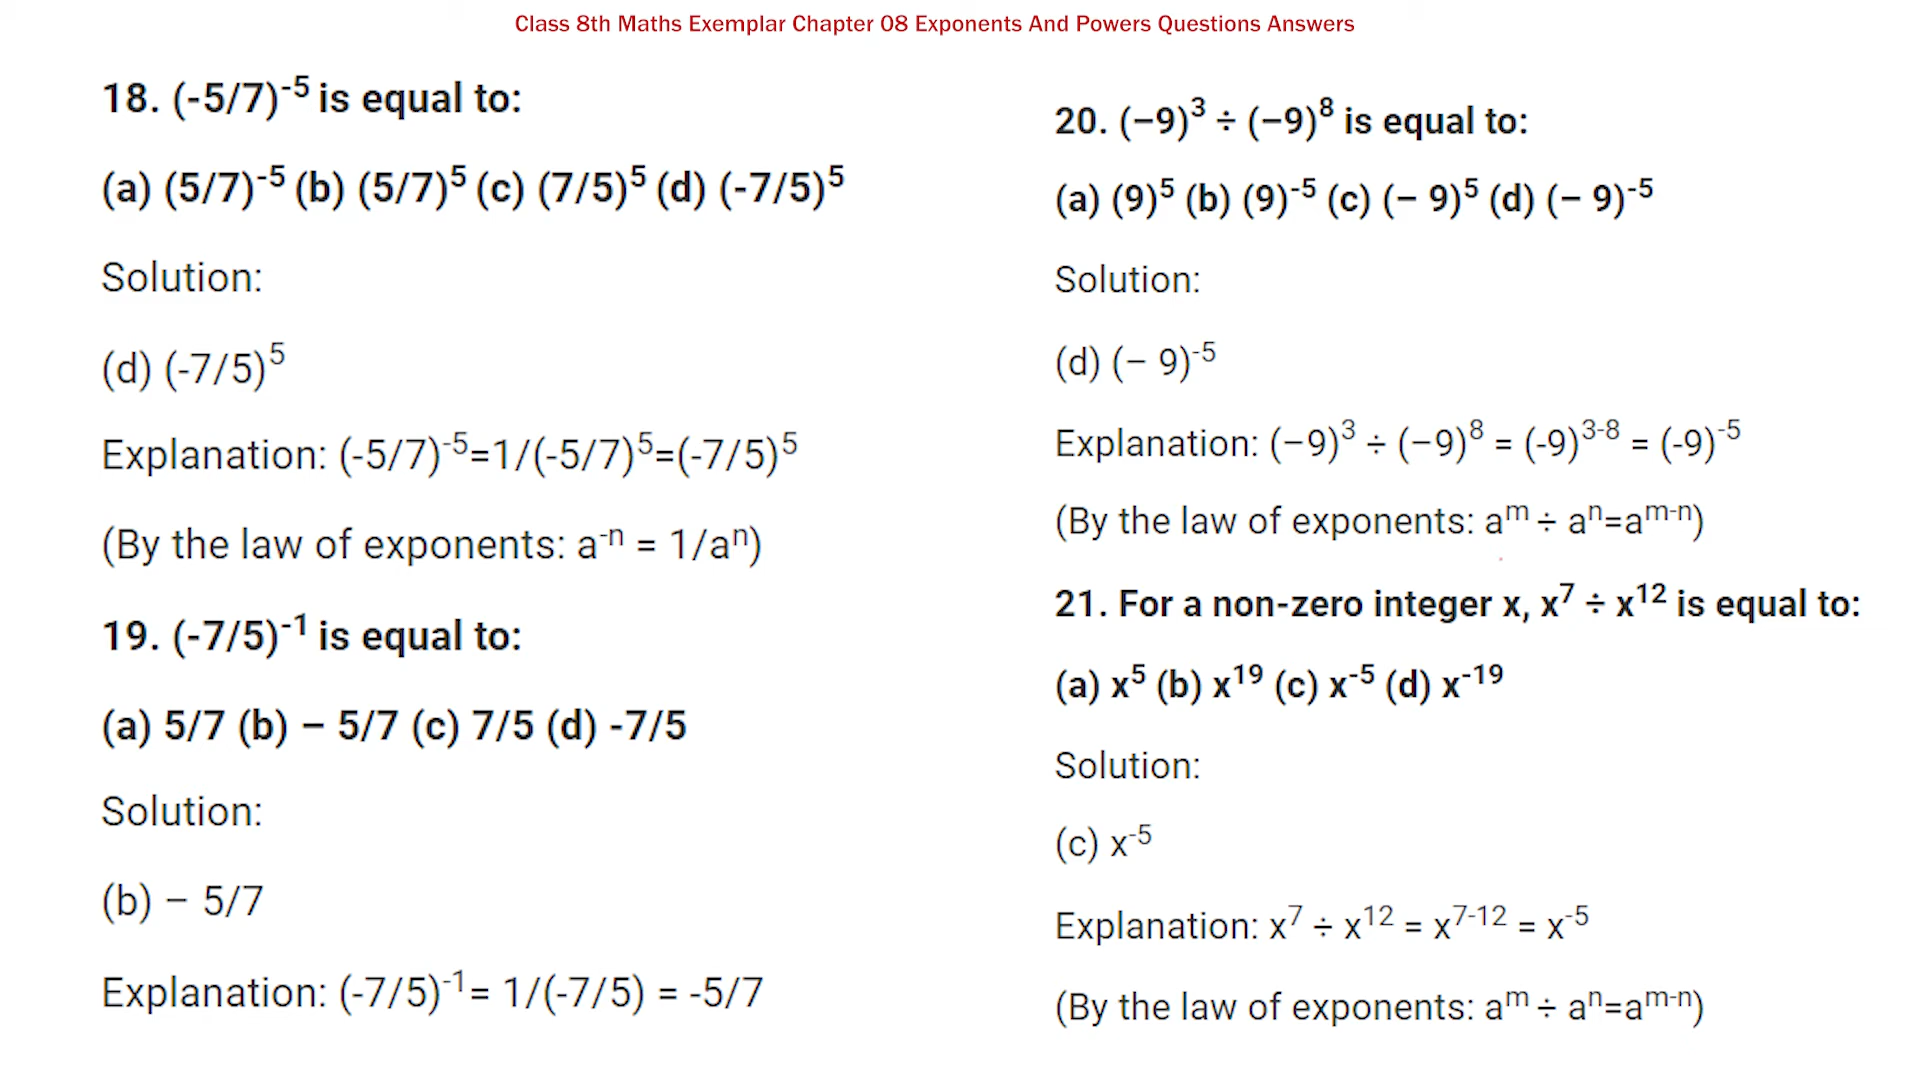 Class 8th Maths Exemplar Chapter 08 Exponents And Powers Questions Answers
18. (-5/7)⁻⁵ is equal to:
(a) (5/7)⁻⁵ (b) (5/7)⁵ (c) (7/5)⁵ (d) (-7/5)⁵
Solution:
(d) (-7/5)⁵
Explanation: (-5/7)⁻⁵=1/(-5/7)⁵=(-7/5)⁵
(By the law of exponents: a⁻ⁿ = 1/aⁿ)
19. (-7/5)⁻¹ is equal to:
(a) 5/7 (b) – 5/7 (c) 7/5 (d) -7/5
Solution:
(b) – 5/7
Explanation: (-7/5)⁻¹= 1/(-7/5) = -5/7
20. (−9)³ ÷ (−9)⁸ is equal to:
(a) (9)⁵ (b) (9)⁻⁵ (c) (− 9)⁵ (d) (− 9)⁻⁵
Solution:
(d) (− 9)⁻⁵
Explanation: (−9)³ ÷ (−9)⁸ = (-9)³⁻⁸ = (-9)⁻⁵
(By the law of exponents: aᵐ ÷ aⁿ=aᵐ⁻ⁿ)
21. For a non-zero integer x, x⁷ ÷ x¹² is equal to:
(a) x⁵ (b) x¹⁹ (c) x⁻⁵ (d) x⁻¹⁹
Solution:
(c) x⁻⁵
Explanation: x⁷ ÷ x¹² = x⁷⁻¹² = x⁻⁵
(By the law of exponents: aᵐ ÷ aⁿ=aᵐ⁻ⁿ)